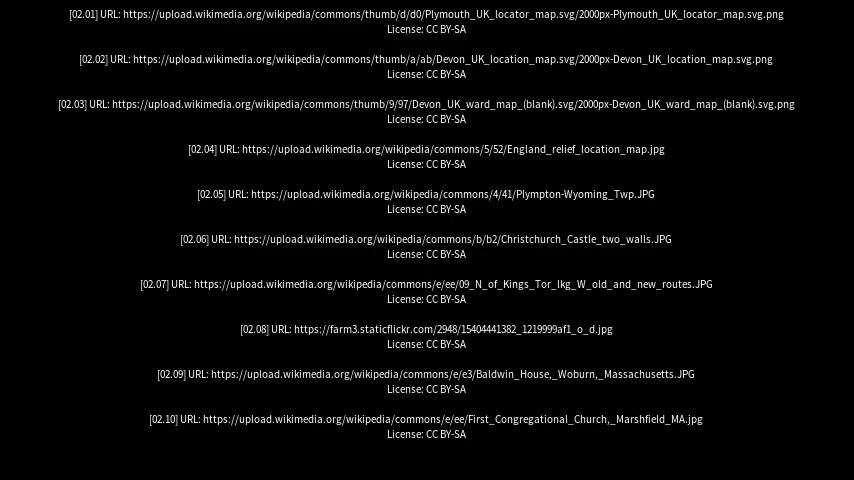 [02.01] URL: https://upload.wikimedia.org/wikipedia/commons/thumb/d/d0/Plymouth_UK_locator_map.svg/2000px-Plymouth_UK_locator_map.svg.png
License: CC BY-SA
[02.02] URL: https://upload.wikimedia.org/wikipedia/commons/thumb/a/ab/Devon_UK_location_map.svg/2000px-Devon_UK_location_map.svg.png
License: CC BY-SA
[02.03] URL: https://upload.wikimedia.org/wikipedia/commons/thumb/9/97/Devon_UK_ward_map_(blank).svg/2000px-Devon_UK_ward_map_(blank).svg.png
License: CC BY-SA
[02.04] URL: https://upload.wikimedia.org/wikipedia/commons/5/52/England_relief_location_map.jpg
License: CC BY-SA
[02.05] URL: https://upload.wikimedia.org/wikipedia/commons/4/41/Plympton-Wyoming_Twp.JPG
License: CC BY-SA
[02.06] URL: https://upload.wikimedia.org/wikipedia/commons/b/b2/Christchurch_Castle_two_walls.JPG
License: CC BY-SA
[02.07] URL: https://upload.wikimedia.org/wikipedia/commons/e/ee/09_N_of_Kings_Tor_lkg_W_old_and_new_routes.JPG
License: CC BY-SA
[02.08] URL: https://farm3.staticflickr.com/2948/15404441382_1219999af1_o_d.jpg
License: CC BY-SA
[02.09] URL: https://upload.wikimedia.org/wikipedia/commons/e/e3/Baldwin_House,_Woburn,_Massachusetts.JPG
License: CC BY-SA
[02.10] URL: https://upload.wikimedia.org/wikipedia/commons/e/ee/First_Congregational_Church,_Marshfield_MA.jpg
License: CC BY-SA